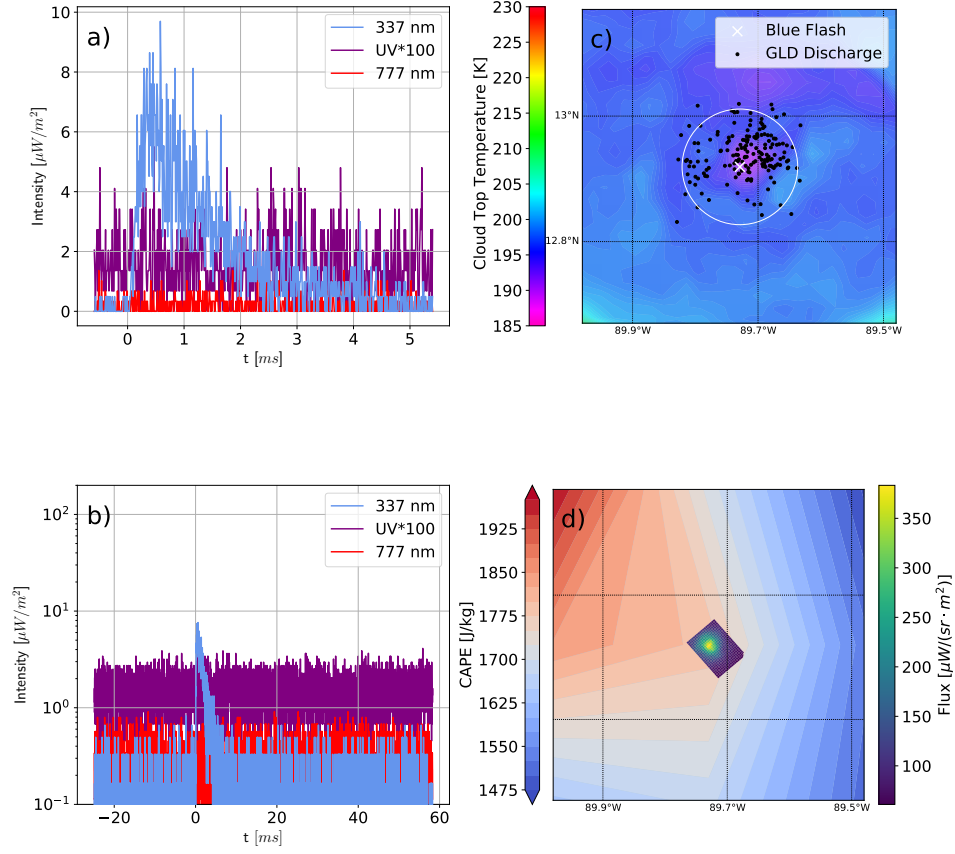 a)
337 nm
UV*100
777 nm
Intensity [μW/m²]
10
8
6
4
2
0
0 1 2 3 4 5
t [ms]
Cloud Top Temperature [K]
230
225
220
215
210
205
200
195
190
185
c)
Blue Flash
GLD Discharge
13°N
12.8°N
89.9°W 89.7°W 89.5°W
b)
337 nm
UV*100
777 nm
Intensity [μW/m²]
10²
10¹
10⁰
10⁻¹
−20 0 20 40 60
t [ms]
CAPE [J/kg]
1925
1850
1775
1700
1625
1550
1475
d)
89.9°W 89.7°W 89.5°W
Flux [μW/(sr · m²)]
350
300
250
200
150
100